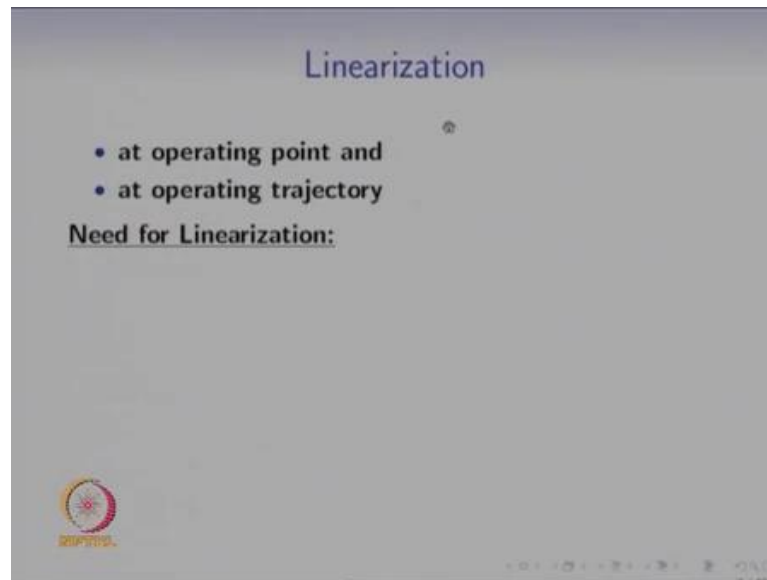 Linearization
• at operating point and
• at operating trajectory
Need for Linearization: